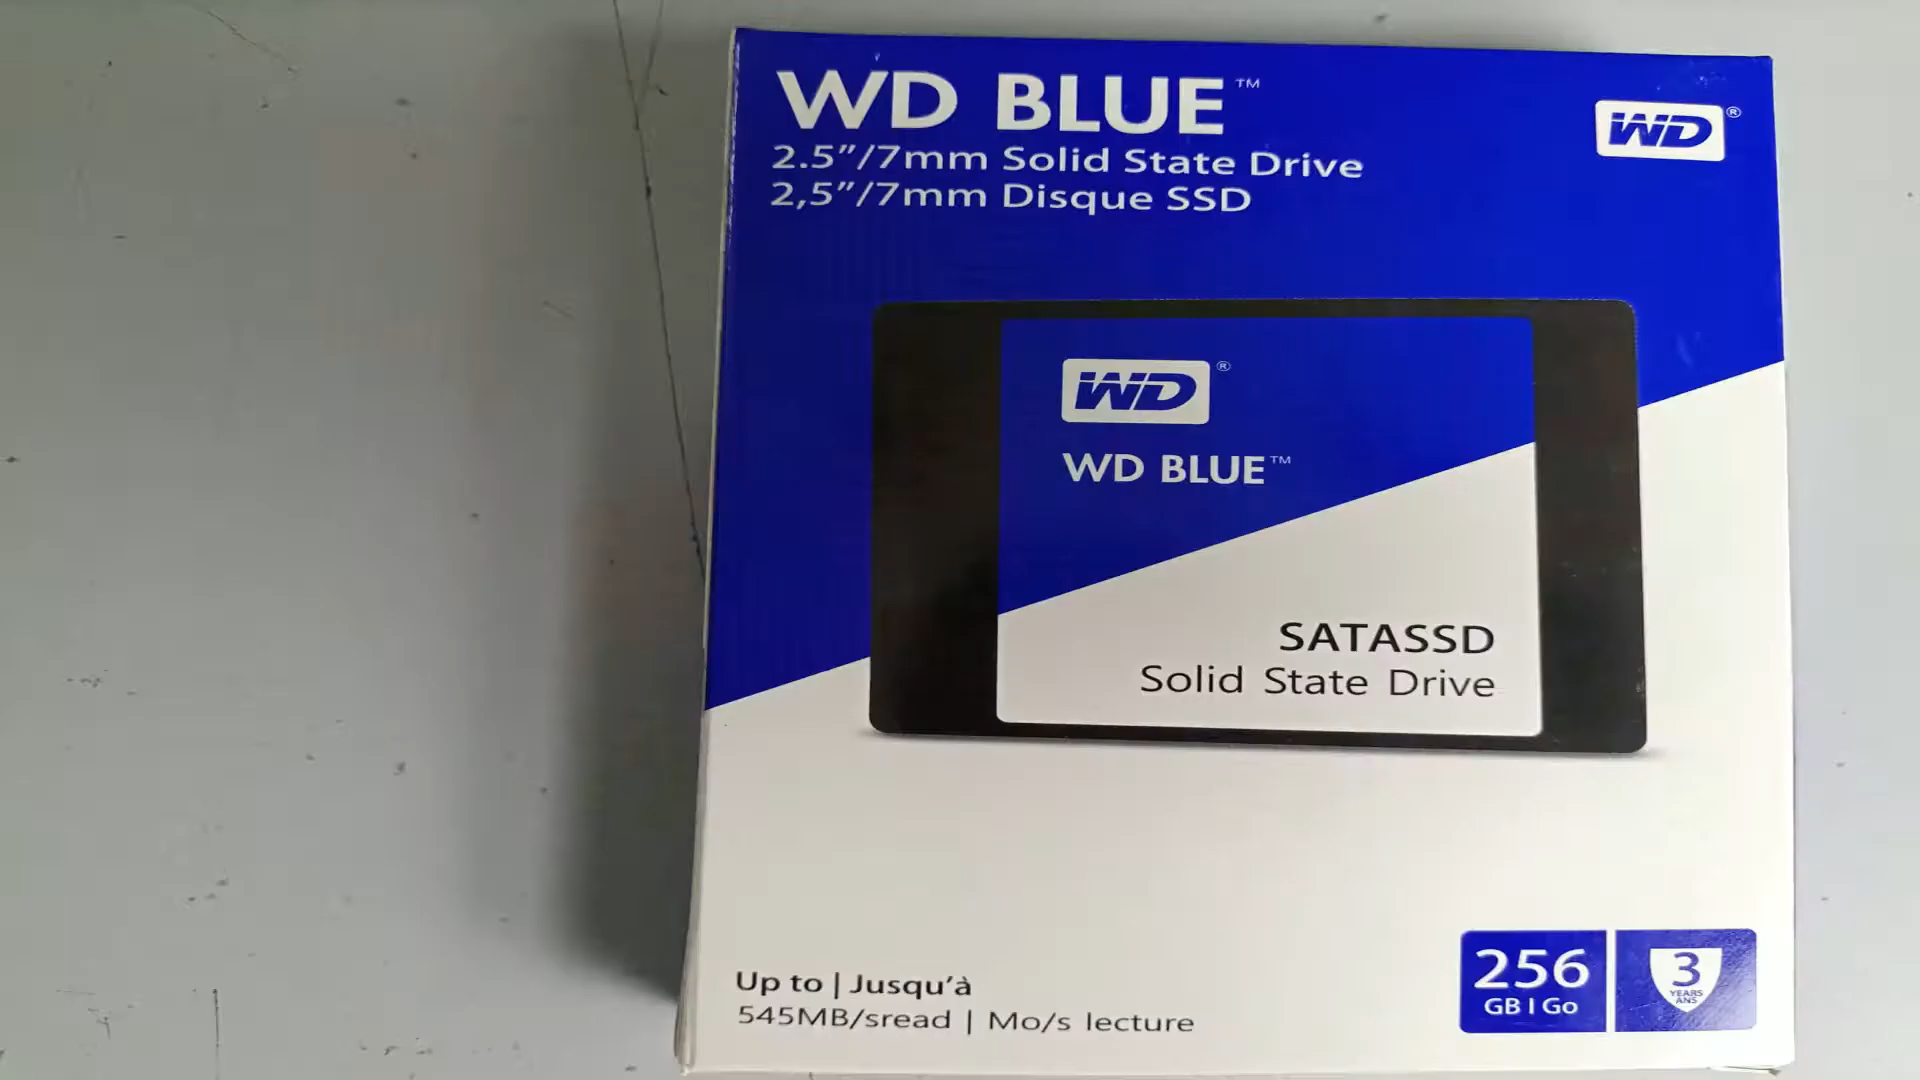 WD BLUE™
WD®
2.5”/7mm Solid State Drive
2,5”/7mm Disque SSD
WD®
WD BLUE™
SATASSD
Solid State Drive
Up to | Jusqu’à
545MB/sread | Mo/s lecture
256
GB I Go
3
YEARS
ANS